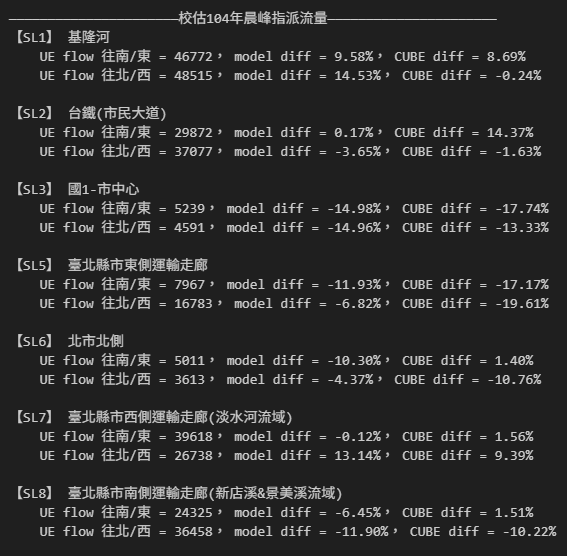 ————————————————————校估104年晨峰指派流量————————————————————
【SL1】 基隆河
UE flow 往南/東 = 46772, model diff = 9.58%, CUBE diff = 8.69%
UE flow 往北/西 = 48515, model diff = 14.53%, CUBE diff = -0.24%
【SL2】 台鐵(市民大道)
UE flow 往南/東 = 29872, model diff = 0.17%, CUBE diff = 14.37%
UE flow 往北/西 = 37077, model diff = -3.65%, CUBE diff = -1.63%
【SL3】 國1-市中心
UE flow 往南/東 = 5239, model diff = -14.98%, CUBE diff = -17.74%
UE flow 往北/西 = 4591, model diff = -14.96%, CUBE diff = -13.33%
【SL5】 臺北縣市東側運輸走廊
UE flow 往南/東 = 7967, model diff = -11.93%, CUBE diff = -17.17%
UE flow 往北/西 = 16783, model diff = -6.82%, CUBE diff = -19.61%
【SL6】 北市北側
UE flow 往南/東 = 5011, model diff = -10.30%, CUBE diff = 1.40%
UE flow 往北/西 = 3613, model diff = -4.37%, CUBE diff = -10.76%
【SL7】 臺北縣市西側運輸走廊(淡水河流域)
UE flow 往南/東 = 39618, model diff = -0.12%, CUBE diff = 1.56%
UE flow 往北/西 = 26738, model diff = 13.14%, CUBE diff = 9.39%
【SL8】 臺北縣市南側運輸走廊(新店溪&景美溪流域)
UE flow 往南/東 = 24325, model diff = -6.45%, CUBE diff = 1.51%
UE flow 往北/西 = 36458, model diff = -11.90%, CUBE diff = -10.22%